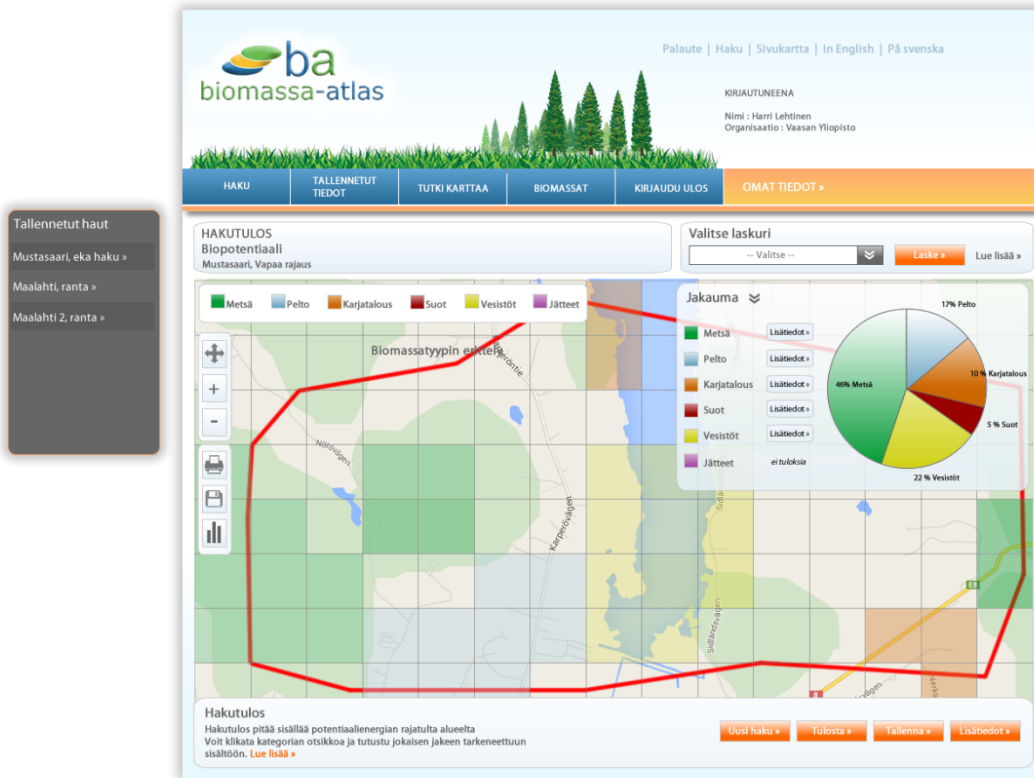 ba
biomassa-atlas
Palaute | Haku | Sivukartta | In English | På svenska
KIRJAUTUNEENA
Nimi : Harri Lehtinen
Organisaatio : Vaasan Yliopisto
HAKU
TALLENNETUT
TIEDOT
TUTKI KARTTAA
BIOMASSAT
KIRJAUDU ULOS
OMAT TIEDOT »
Tallennetut haut
Mustasaari, eka haku »
Maalahti, ranta »
Maalahti 2, ranta »
HAKUTULOS
Biopotentiaali
Mustasaari, Vapaa rajaus
Valitse laskuri
-- Valitse --
Laske »
Lue lisää »
Metsä
Pelto
Karjatalous
Suot
Vesistöt
Jätteet
Biomassatyypin erittely
Jakauma
Metsä Lisätiedot »
Pelto Lisätiedot »
Karjatalous Lisätiedot »
Suot Lisätiedot »
Vesistöt Lisätiedot »
Jätteet ei tuloksia
17% Pelto
10 % Karjatalous
46% Metsä
5 % Suot
22 % Vesistöt
+
-
Karperövägen
Sidländsvägen
E8
8
Hakutulos
Hakutulos pitää sisällää potentiaalienergian rajatulta alueelta
Voit klikata kategorian otsikkoa ja tutustu jokaisen jakeen tarkeneettuun
sisältöön. Lue lisää »
Uusi haku »
Tulosta »
Tallenna »
Lisätiedot »